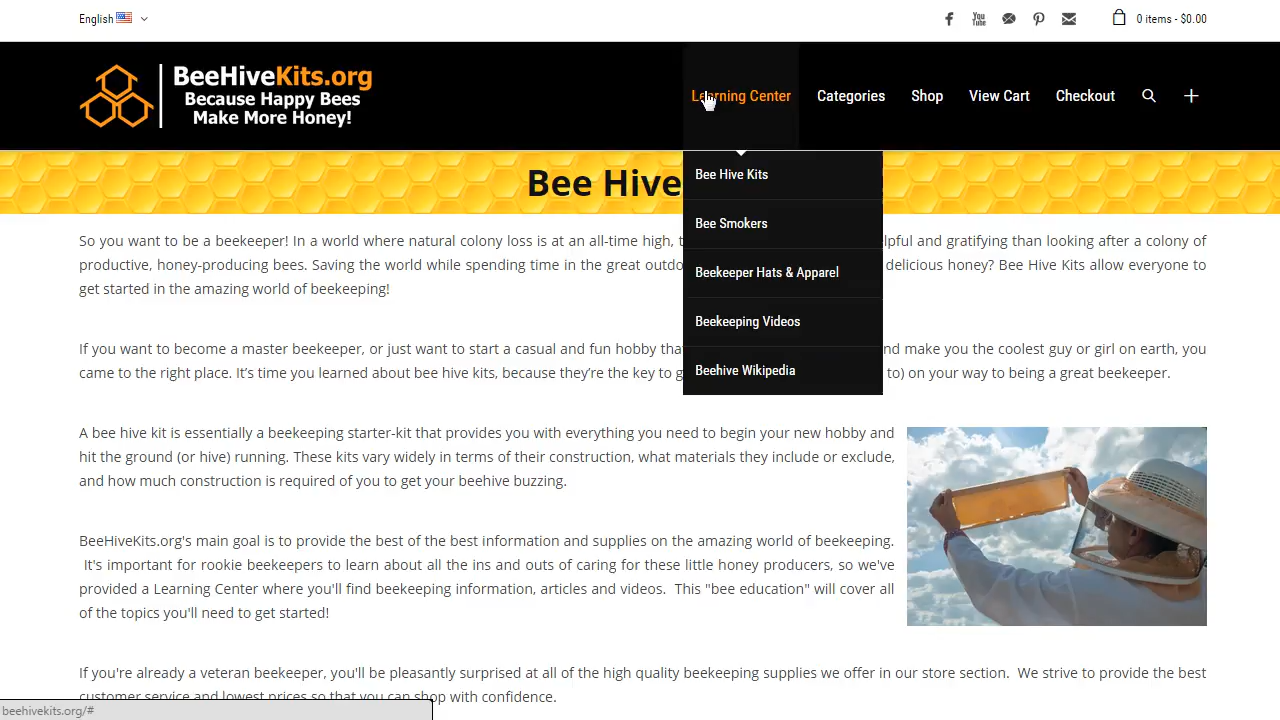 English
You Tube
0 items - $0.00
BeeHiveKits.org
Because Happy Bees
Make More Honey!
Learning Center Categories Shop View Cart Checkout
Bee Hive Kits
Bee Smokers
Beekeeper Hats & Apparel
Beekeeping Videos
Beehive Wikipedia
Bee Hive
So you want to be a beekeeper! In a world where natural colony loss is at an all-time high, t lpful and gratifying than looking after a colony of
productive, honey-producing bees. Saving the world while spending time in the great outdo delicious honey? Bee Hive Kits allow everyone to
get started in the amazing world of beekeeping!
If you want to become a master beekeeper, or just want to start a casual and fun hobby tha nd make you the coolest guy or girl on earth, you
came to the right place. It’s time you learned about bee hive kits, because they’re the key to g to) on your way to being a great beekeeper.
A bee hive kit is essentially a beekeeping starter-kit that provides you with everything you need to begin your new hobby and
hit the ground (or hive) running. These kits vary widely in terms of their construction, what materials they include or exclude,
and how much construction is required of you to get your beehive buzzing.
BeeHiveKits.org's main goal is to provide the best of the best information and supplies on the amazing world of beekeeping.
It's important for rookie beekeepers to learn about all the ins and outs of caring for these little honey producers, so we've
provided a Learning Center where you'll find beekeeping information, articles and videos. This "bee education" will cover all
of the topics you'll need to get started!
If you're already a veteran beekeeper, you'll be pleasantly surprised at all of the high quality beekeeping supplies we offer in our store section. We strive to provide the best
customer service and lowest prices so that you can shop with confidence.
beehivekits.org/#